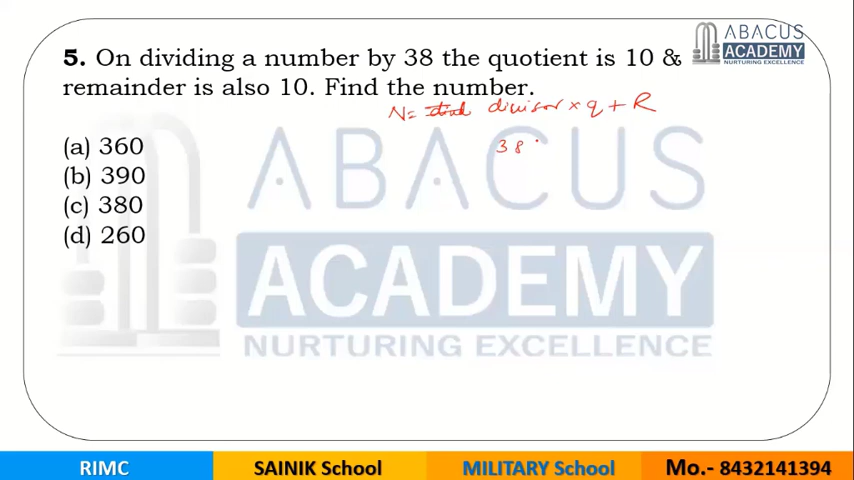 ABACUS
ACADEMY
NURTURING EXCELLENCE
5. On dividing a number by 38 the quotient is 10 &
remainder is also 10. Find the number.
N= divisor × q + R
38
(a) 360
(b) 390
(c) 380
(d) 260
ABACUS
ACADEMY
NURTURING EXCELLENCE
RIMC SAINIK School MILITARY School Mo.- 8432141394